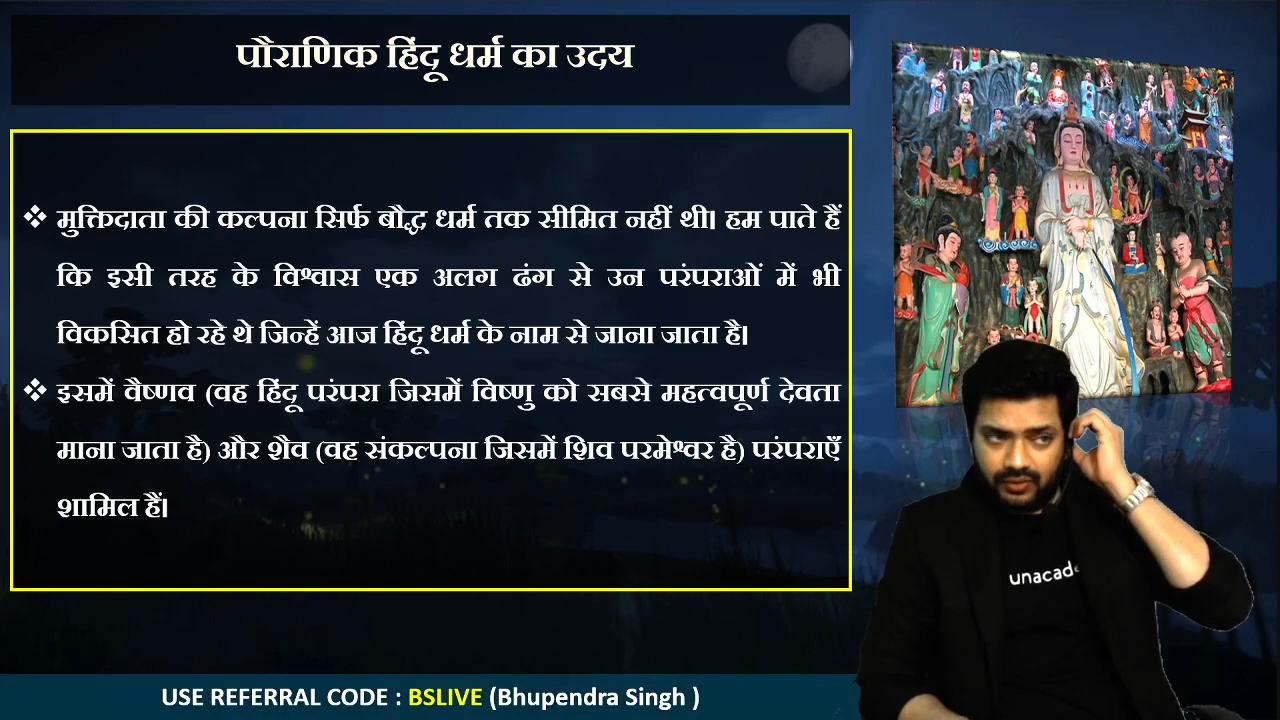 पौराणिक हिंदू धर्म का उदय
❖ मुक्तिदाता की कल्पना सिर्फ बौद्ध धर्म तक सीमित नहीं थी। हम पाते हैं
कि इसी तरह के विश्वास एक अलग ढंग से उन परंपराओं में भी
विकसित हो रहे थे जिन्हें आज हिंदू धर्म के नाम से जाना जाता है।
❖ इसमें वैष्णव (वह हिंदू परंपरा जिसमें विष्णु को सबसे महत्वपूर्ण देवता
माना जाता है) और शैव (वह संकल्पना जिसमें शिव परमेश्वर है) परंपराएँ
शामिल हैं।
unacade
USE REFERRAL CODE : BSLIVE (Bhupendra Singh )